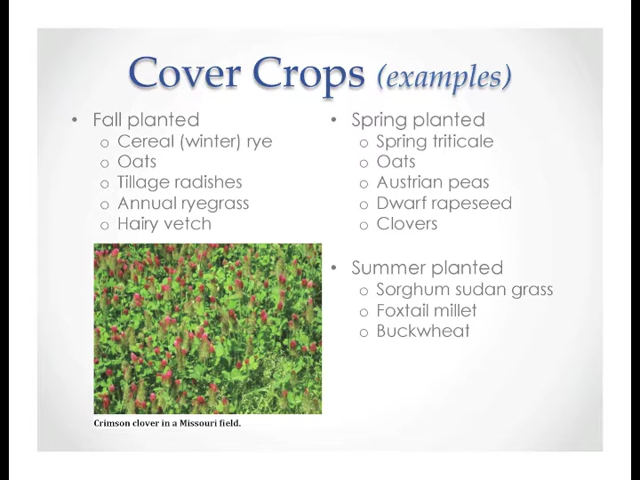 Cover Crops (examples)
• Fall planted
o Cereal (winter) rye
o Oats
o Tillage radishes
o Annual ryegrass
o Hairy vetch
Crimson clover in a Missouri field.
• Spring planted
o Spring triticale
o Oats
o Austrian peas
o Dwarf rapeseed
o Clovers
• Summer planted
o Sorghum sudan grass
o Foxtail millet
o Buckwheat